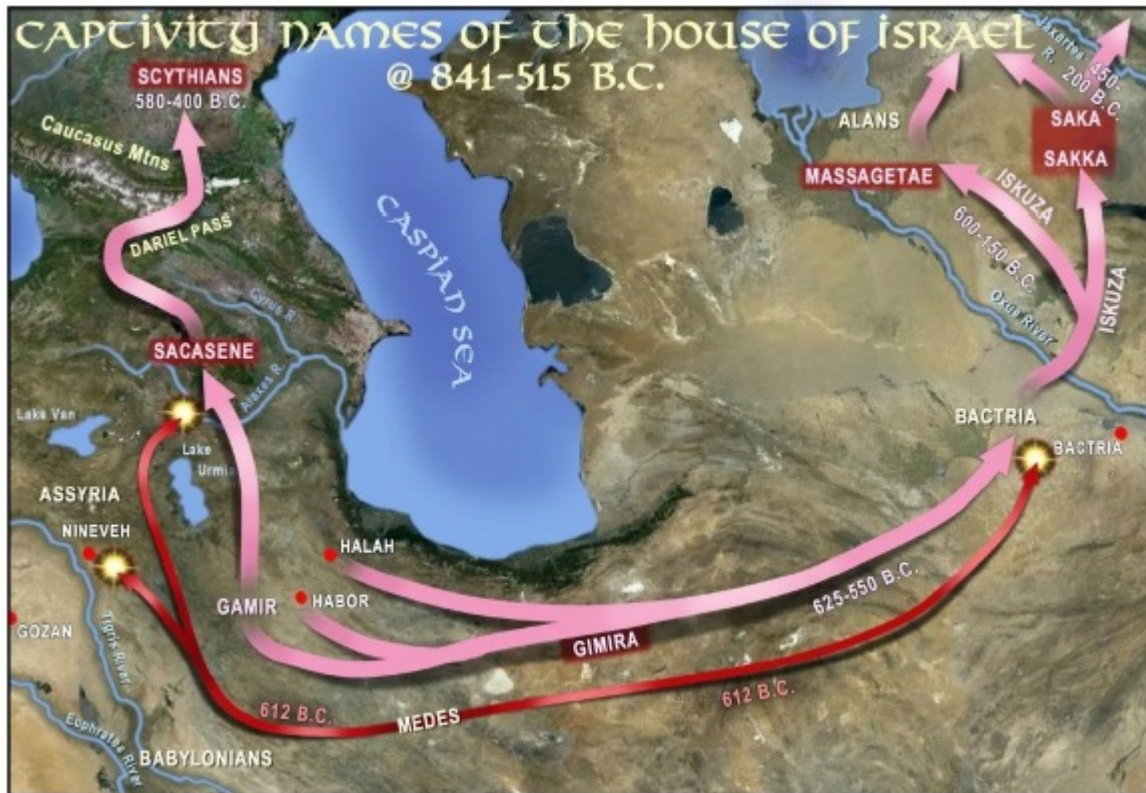 CAPTIVITY NAMES OF THE HOUSE OF ISRAEL
@ 841-515 B.C.
SCYTHIANS
580-400 B.C.
Caucasus Mtns
DARIEL PASS
CASPIAN SEA
Jaxartes
R.
450-
200 B.C.
ALANS
SAKA
SAKKA
MASSAGETAE
ISKUZA
600-150 B.C.
ISKUZA
Oxus River
Cyrus R.
SACASENE
Araxes R.
Lake Van
Lake
Urmia
BACTRIA
BACTRIA
ASSYRIA
NINEVEH
HALAH
HABOR
GAMIR
GOZAN
Tigris River
625-550 B.C.
GIMIRA
612 B.C.
612 B.C.
MEDES
Euphrates River
BABYLONIANS